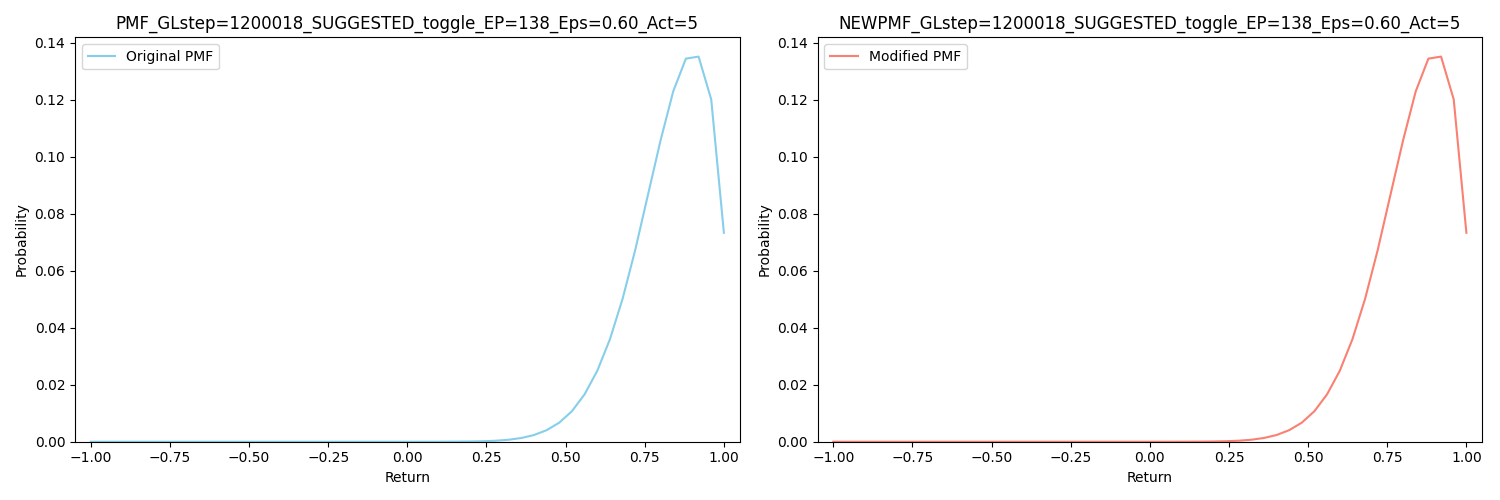 PMF_GLstep=1200018_SUGGESTED_toggle_EP=138_Eps=0.60_Act=5
Original PMF
Probability
0.14
0.12
0.10
0.08
0.06
0.04
0.02
0.00
−1.00 −0.75 −0.50 −0.25 0.00 0.25 0.50 0.75 1.00
Return
NEWPMF_GLstep=1200018_SUGGESTED_toggle_EP=138_Eps=0.60_Act=5
Modified PMF
Probability
0.14
0.12
0.10
0.08
0.06
0.04
0.02
0.00
−1.00 −0.75 −0.50 −0.25 0.00 0.25 0.50 0.75 1.00
Return